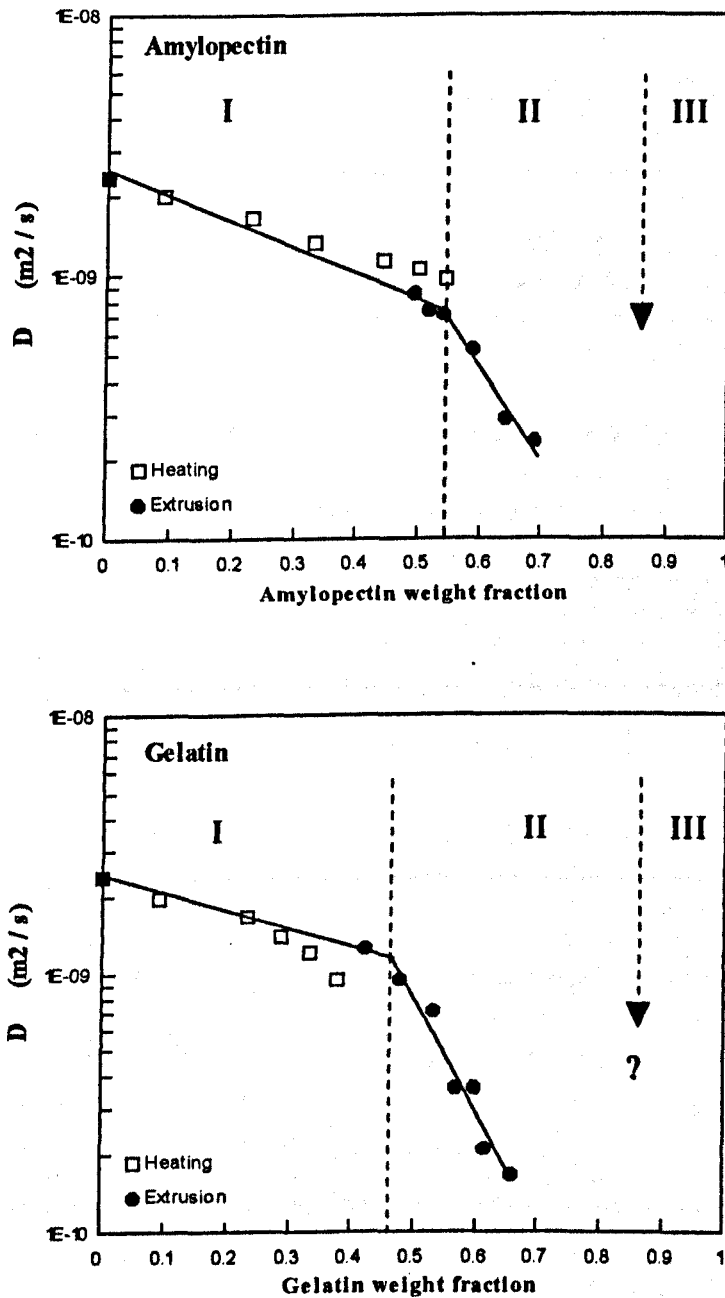 1E-08
Amylopectin
I II III
D (m2 / s)
1E-09
Heating
Extrusion
1E-10
0 0.1 0.2 0.3 0.4 0.5 0.6 0.7 0.8 0.9 1
Amylopectin weight fraction
1E-08
Gelatin
I II III
D (m2 / s)
1E-09
?
Heating
Extrusion
1E-10
0 0.1 0.2 0.3 0.4 0.5 0.6 0.7 0.8 0.9 1
Gelatin weight fraction